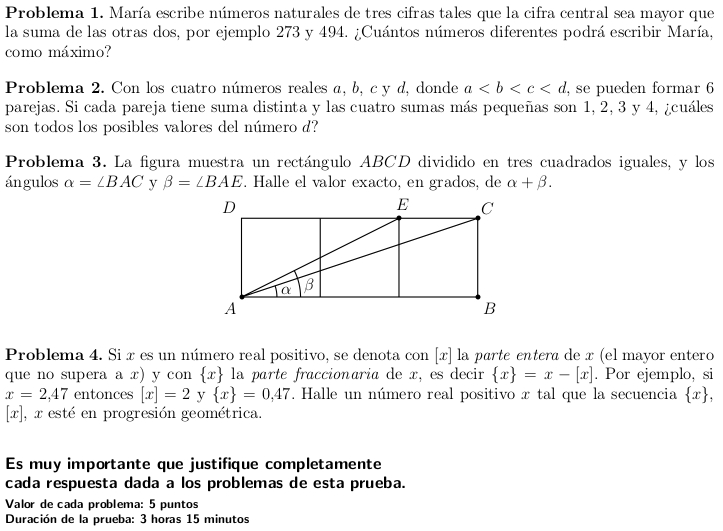 Problema 1. María escribe números naturales de tres cifras tales que la cifra central sea mayor que
la suma de las otras dos, por ejemplo 273 y 494. ¿Cuántos números diferentes podrá escribir María,
como máximo?
Problema 2. Con los cuatro números reales a, b, c y d, donde a < b < c < d, se pueden formar 6
parejas. Si cada pareja tiene suma distinta y las cuatro sumas más pequeñas son 1, 2, 3 y 4, ¿cuáles
son todos los posibles valores del número d?
Problema 3. La figura muestra un rectángulo ABCD dividido en tres cuadrados iguales, y los
ángulos α = ∠BAC y β = ∠BAE. Halle el valor exacto, en grados, de α + β.
D E C
α β
A B
Problema 4. Si x es un número real positivo, se denota con [x] la parte entera de x (el mayor entero
que no supera a x) y con {x} la parte fraccionaria de x, es decir {x} = x − [x]. Por ejemplo, si
x = 2,47 entonces [x] = 2 y {x} = 0,47. Halle un número real positivo x tal que la secuencia {x},
[x], x esté en progresión geométrica.
Es muy importante que justifique completamente
cada respuesta dada a los problemas de esta prueba.
Valor de cada problema: 5 puntos
Duración de la prueba: 3 horas 15 minutos